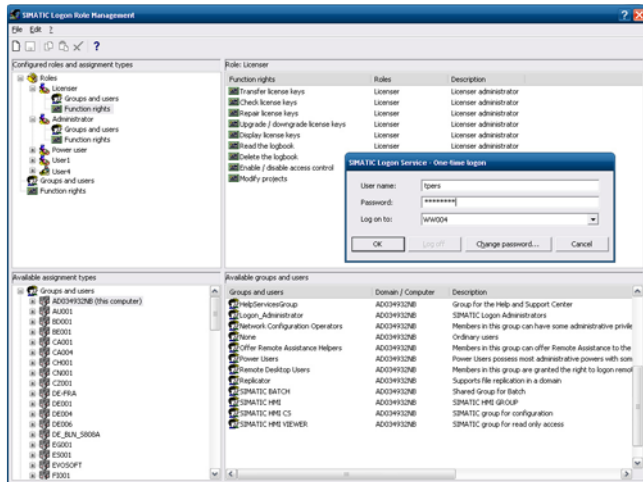 SIMATIC Logon Role Management
File Edit ?
Configured roles and assignment types
Roles
Licenser
Groups and users
Function rights
Administrator
Groups and users
Function rights
Power user
User1
User4
Groups and users
Function rights
Role: Licenser
Function rights Roles Description
Transfer license keys Licenser Licenser administrator
Check license keys Licenser Licenser administrator
Repair license keys Licenser Licenser administrator
Upgrade / downgrade license keys Licenser Licenser administrator
Display license keys Licenser Licenser administrator
Read the logbook Licenser Licenser administrator
Delete the logbook
Enable / disable access control
Modify projects
SIMATIC Logon Service - One-time logon
User name: tpers
Password: ********
Log on to: WW004
OK Log off Change password... Cancel
Available assignment types
Groups and users
AD034932NB (this computer)
AU001
BD001
BE001
CA001
CA004
CH001
CN001
CZ001
DE-FRA
DE001
DE004
DE006
DE_BLN_S808A
EG001
ES001
EVOSOFT
FI001
Available groups and users
Groups and users Domain / Computer Description
HelpServicesGroup AD034932NB Group for the Help and Support Center
Logon_Administrator AD034932NB SIMATIC Logon Administrators
Network Configuration Operators AD034932NB Members in this group can have some administrative privile
None AD034932NB Ordinary users
Offer Remote Assistance Helpers AD034932NB Members in this group can offer Remote Assistance to the
Power Users AD034932NB Power Users possess most administrative powers with som
Remote Desktop Users AD034932NB Members in this group are granted the right to logon remot
Replicator AD034932NB Supports file replication in a domain
SIMATIC BATCH AD034932NB Shared Group for Batch
SIMATIC HMI AD034932NB SIMATIC HMI GROUP
SIMATIC HMI CS AD034932NB SIMATIC group for configuration
SIMATIC HMI VIEWER AD034932NB SIMATIC group for read only access